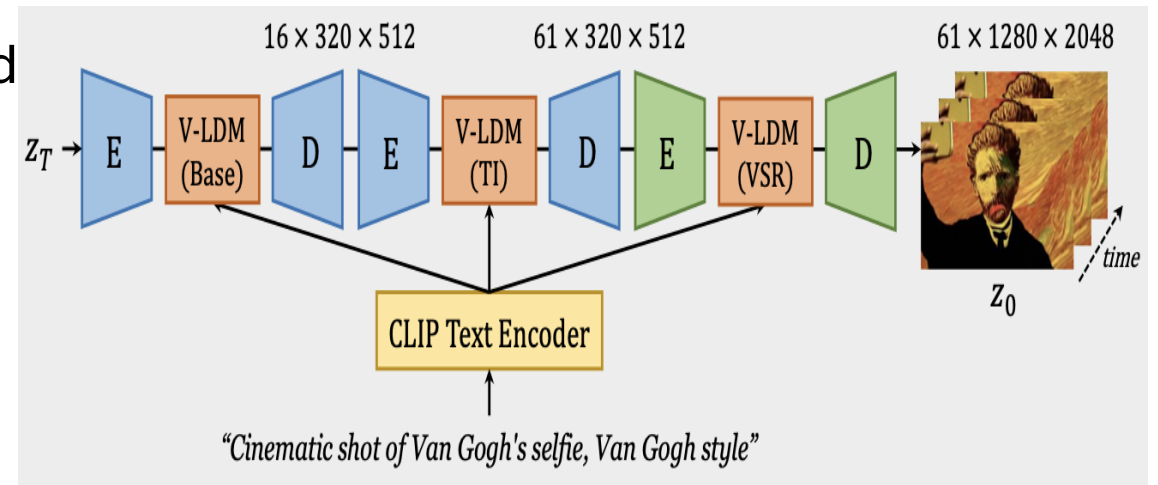 d
16 × 320 × 512
61 × 320 × 512
61 × 1280 × 2048
z_T
E
V-LDM
(Base)
D
E
V-LDM
(TI)
D
E
V-LDM
(VSR)
D
time
z_0
CLIP Text Encoder
“Cinematic shot of Van Gogh's selfie, Van Gogh style”